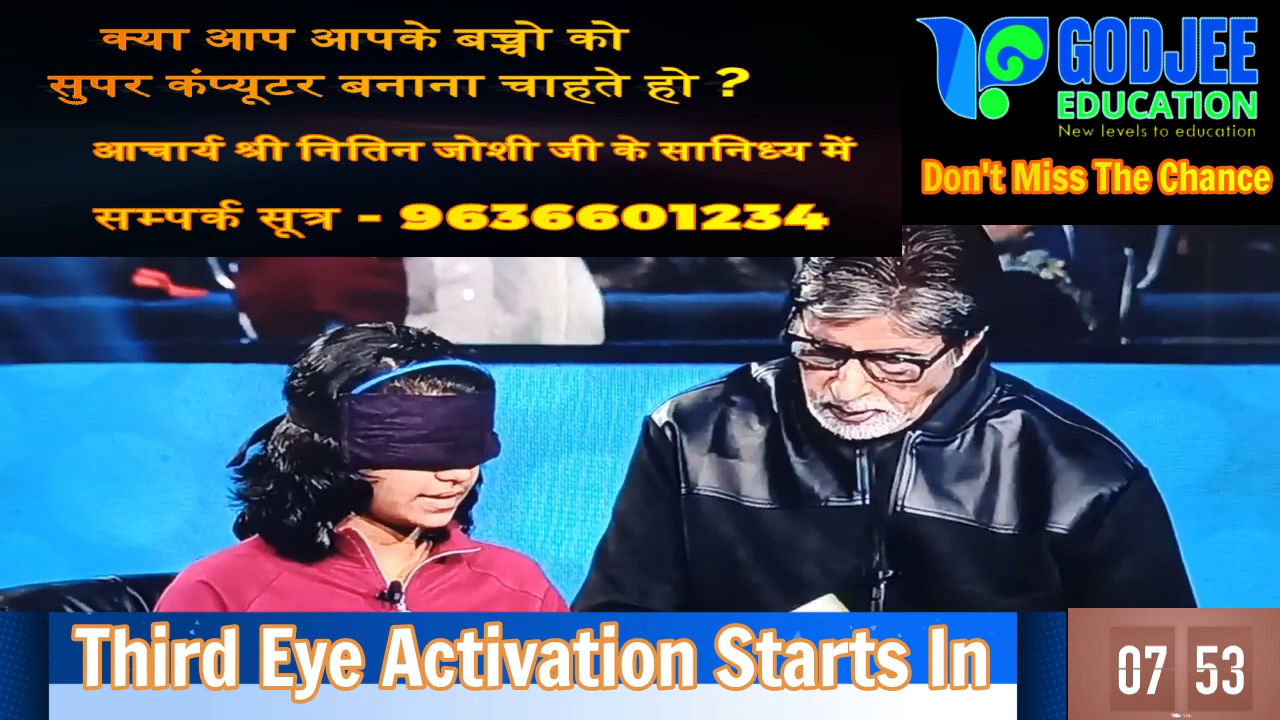 क्या आप आपके बच्चो को
सुपर कंप्यूटर बनाना चाहते हो ?
आचार्य श्री नितिन जोशी जी के सानिध्य में
सम्पर्क सूत्र - 9636601234
GODJEE
EDUCATION
New levels to education
Don't Miss The Chance
Third Eye Activation Starts In
07 53